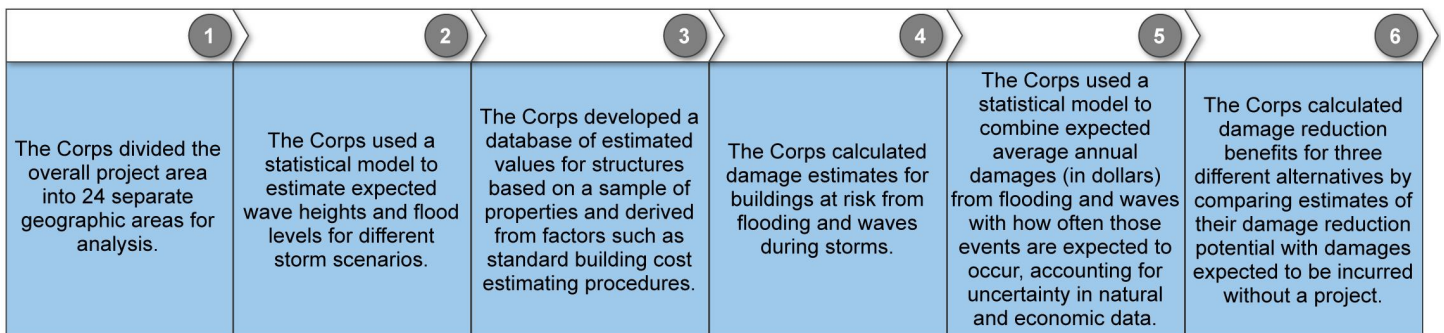 1
The Corps divided the
overall project area
into 24 separate
geographic areas for
analysis.
2
The Corps used a
statistical model to
estimate expected
wave heights and flood
levels for different
storm scenarios.
3
The Corps developed a
database of estimated
values for structures
based on a sample of
properties and derived
from factors such as
standard building cost
estimating procedures.
4
The Corps calculated
damage estimates for
buildings at risk from
flooding and waves
during storms.
5
The Corps used a
statistical model to
combine expected
average annual
damages (in dollars)
from flooding and waves
with how often those
events are expected to
occur, accounting for
uncertainty in natural
and economic data.
6
The Corps calculated
damage reduction
benefits for three
different alternatives by
comparing estimates of
their damage reduction
potential with damages
expected to be incurred
without a project.